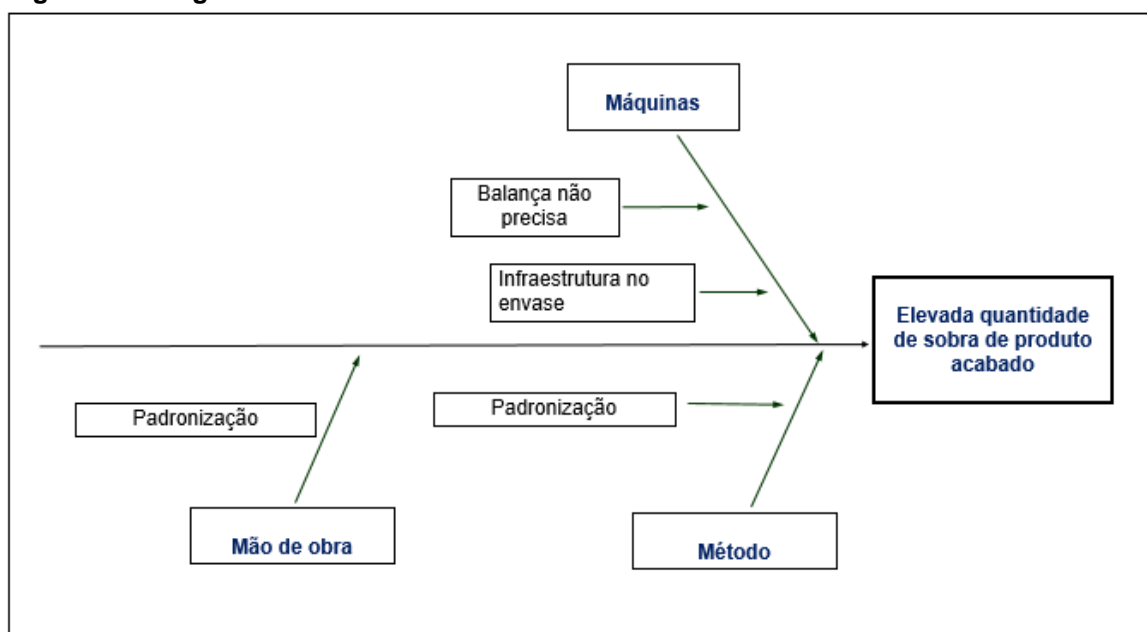 Máquinas
Balança não
precisa
Infraestrutura no
envase
Elevada quantidade
de sobra de produto
acabado
Padronização
Padronização
Mão de obra
Método